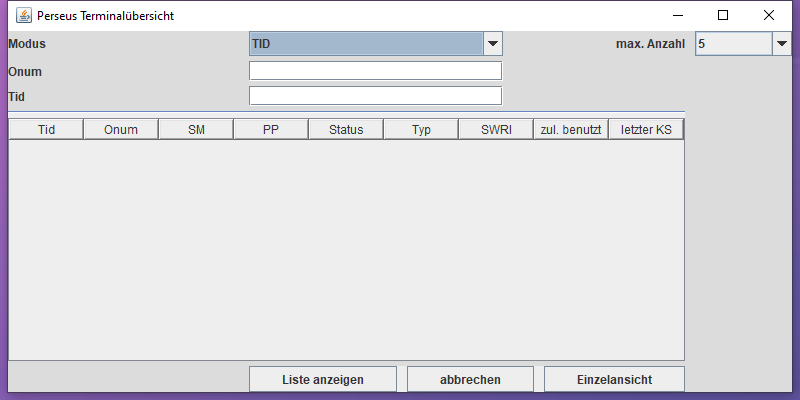 Perseus Terminalübersicht
Modus TID max. Anzahl 5
Onum
Tid
Tid Onum SM PP Status Typ SWRI zul. benutzt letzter KS
Liste anzeigen abbrechen Einzelansicht